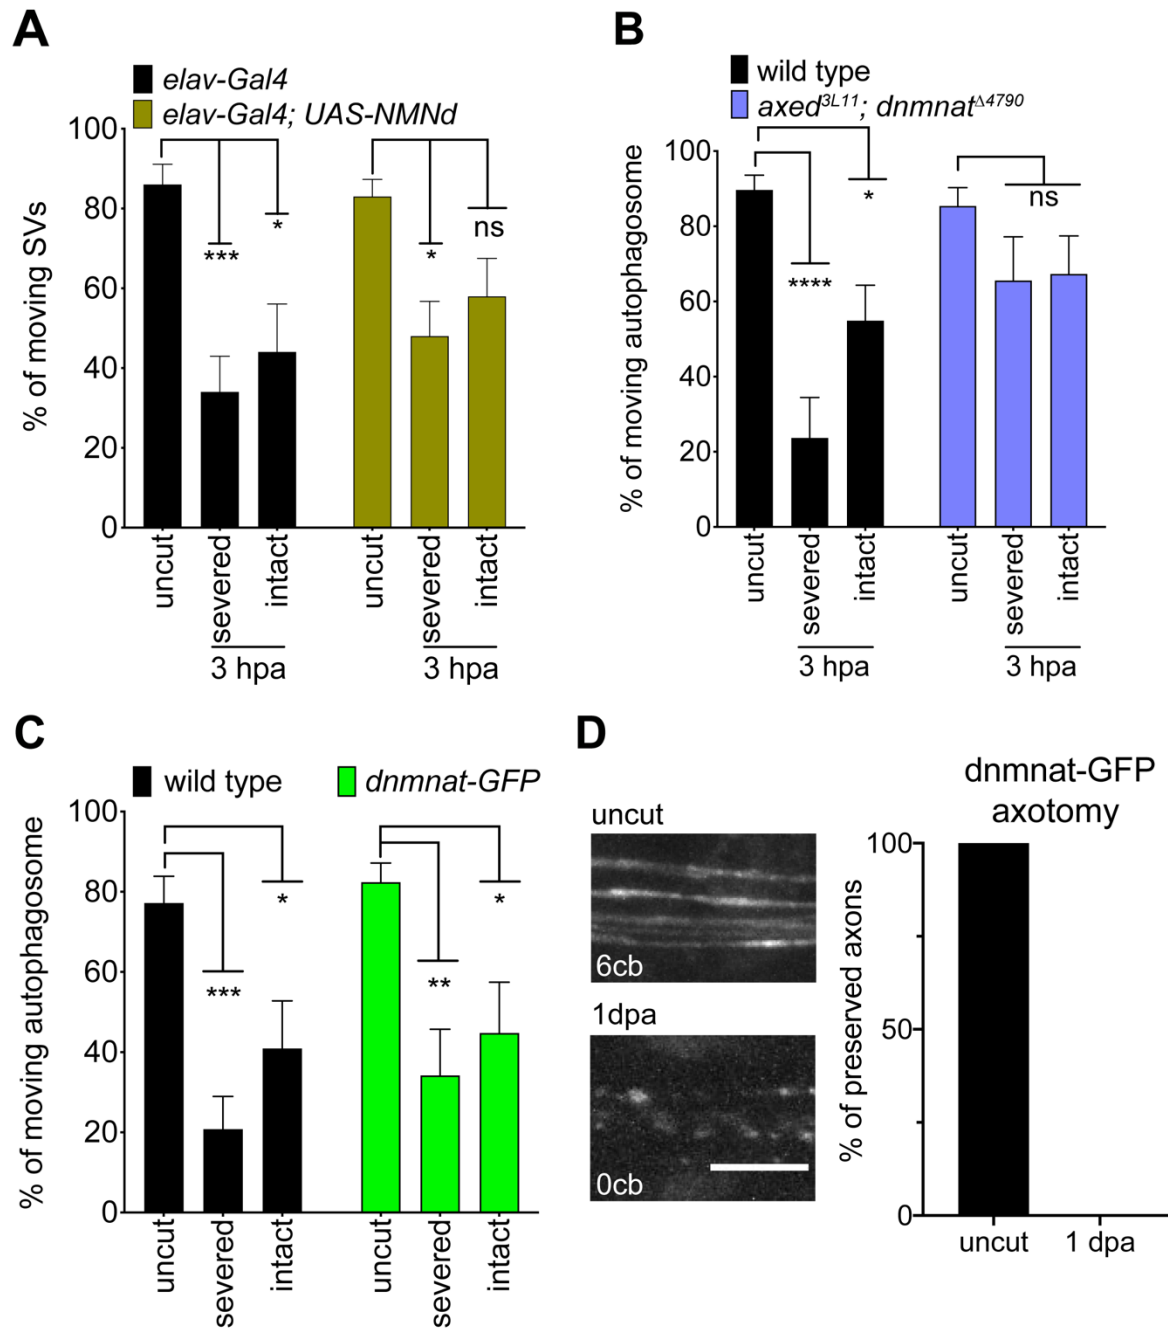 A
elav-Gal4
elav-Gal4; UAS-NMNd
% of moving SVs
100
80
60
40
20
0
***
*
*
ns
uncut
severed
intact
uncut
severed
intact
3 hpa
3 hpa
B
wild type
axed3L11; dnmnatΔ4790
% of moving autophagosome
100
80
60
40
20
0
****
*
ns
uncut
severed
intact
uncut
severed
intact
3 hpa
3 hpa
C
wild type
dnmnat-GFP
% of moving autophagosome
100
80
60
40
20
0
***
*
**
*
uncut
severed
intact
uncut
severed
intact
D
uncut
6cb
1dpa
0cb
dnmnat-GFP
axotomy
% of preserved axons
100
50
0
uncut
1 dpa